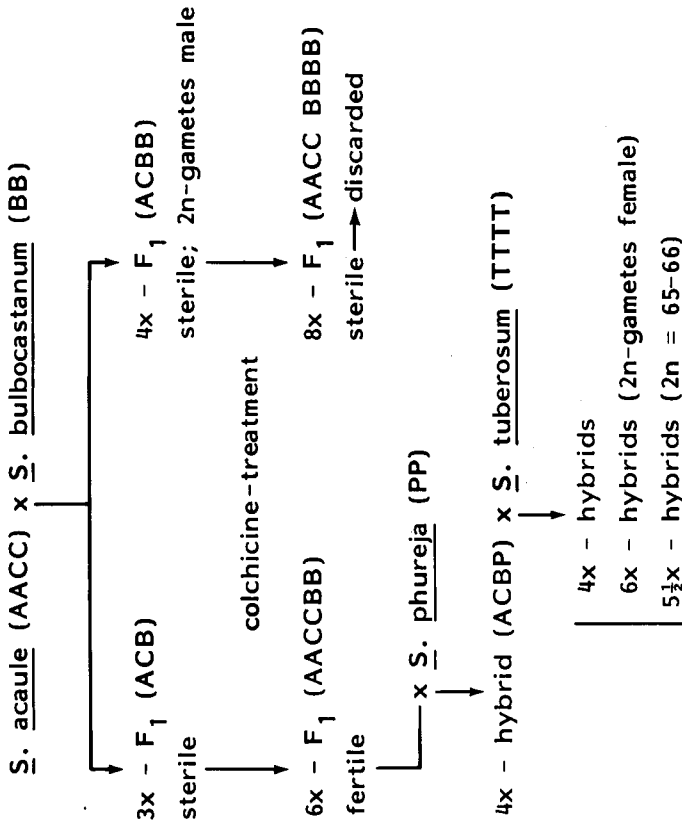 S. acaule (AACC) x S. bulbocastanum (BB)
3x - F1 (ACB)
sterile
4x - F1 (ACBB)
sterile; 2n-gametes male
colchicine-treatment
6x - F1 (AACCBB)
fertile
8x - F1 (AACC BBBB)
sterile → discarded
x S. phureja (PP)
4x - hybrid (ACBP) x S. tuberosum (TTTT)
4x - hybrids
6x - hybrids (2n-gametes female)
5½x - hybrids (2n = 65-66)